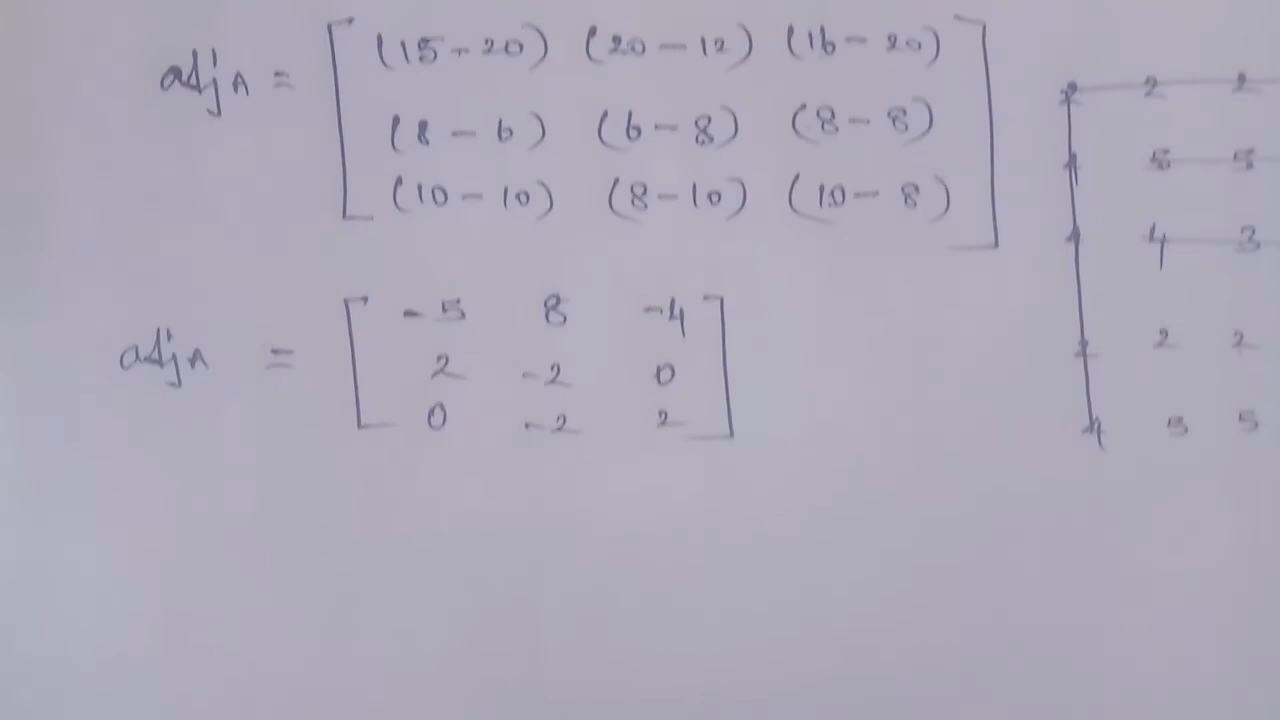 adj A = [ (15 - 20) (20 - 12) (16 - 20)
(8 - 6) (6 - 8) (8 - 8)
(10 - 10) (8 - 10) (10 - 8) ]
adj A = [ -5 8 -4
2 -2 0
0 -2 2 ]
2 2
5 5
4 3
2 2
5 5